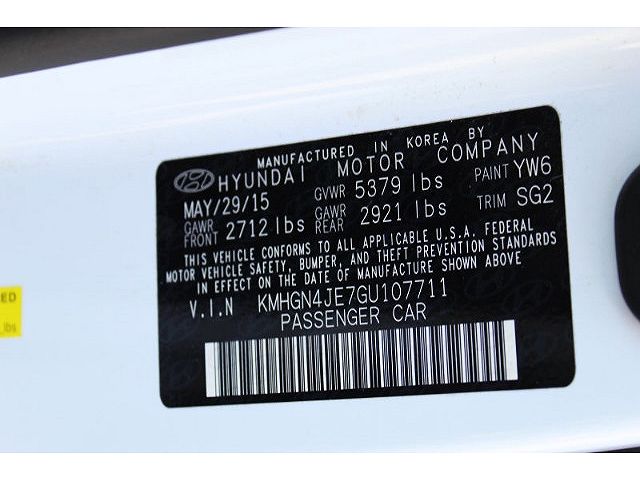 MANUFACTURED IN KOREA BY
HYUNDAI MOTOR COMPANY
MAY/29/15 GVWR 5379 lbs PAINT YW6
GAWR FRONT 2712 lbs GAWR REAR 2921 lbs TRIM SG2
THIS VEHICLE CONFORMS TO ALL APPLICABLE U.S.A. FEDERAL
MOTOR VEHICLE SAFETY, BUMPER, AND THEFT PREVENTION STANDARDS
IN EFFECT ON THE DATE OF MANUFACTURE SHOWN ABOVE
V.I.N KMHGN4JE7GU107711
PASSENGER CAR
ED
lbs